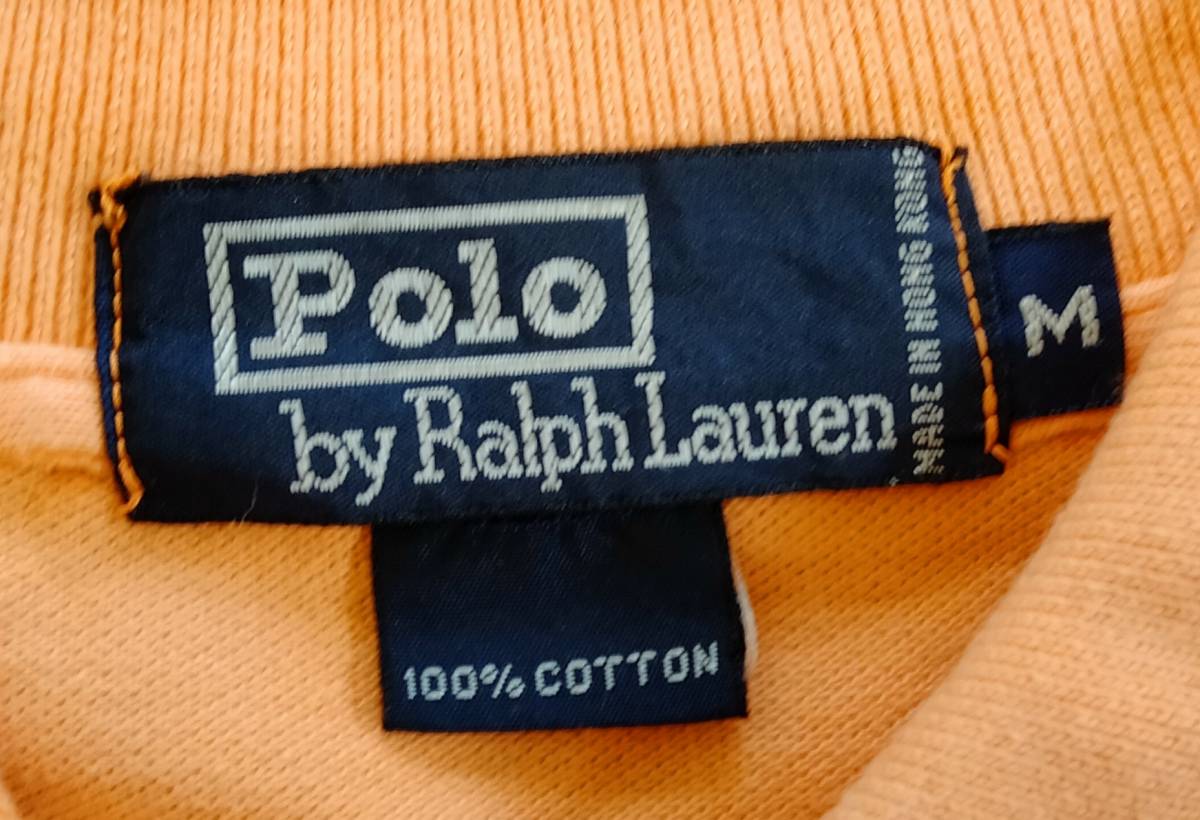 Polo
by Ralph Lauren
MADE IN HONG KONG
M
100% COTTON